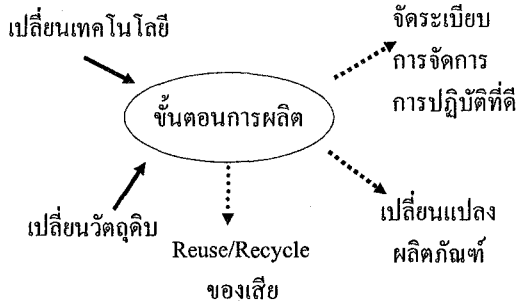 เปลี่ยนเทคโนโลยี
จัดระเบียบ
การจัดการ
การปฏิบัติที่ดี
ขั้นตอนการผลิต
เปลี่ยนวัตถุดิบ
Reuse/Recycle
ของเสีย
เปลี่ยนแปลง
ผลิตภัณฑ์